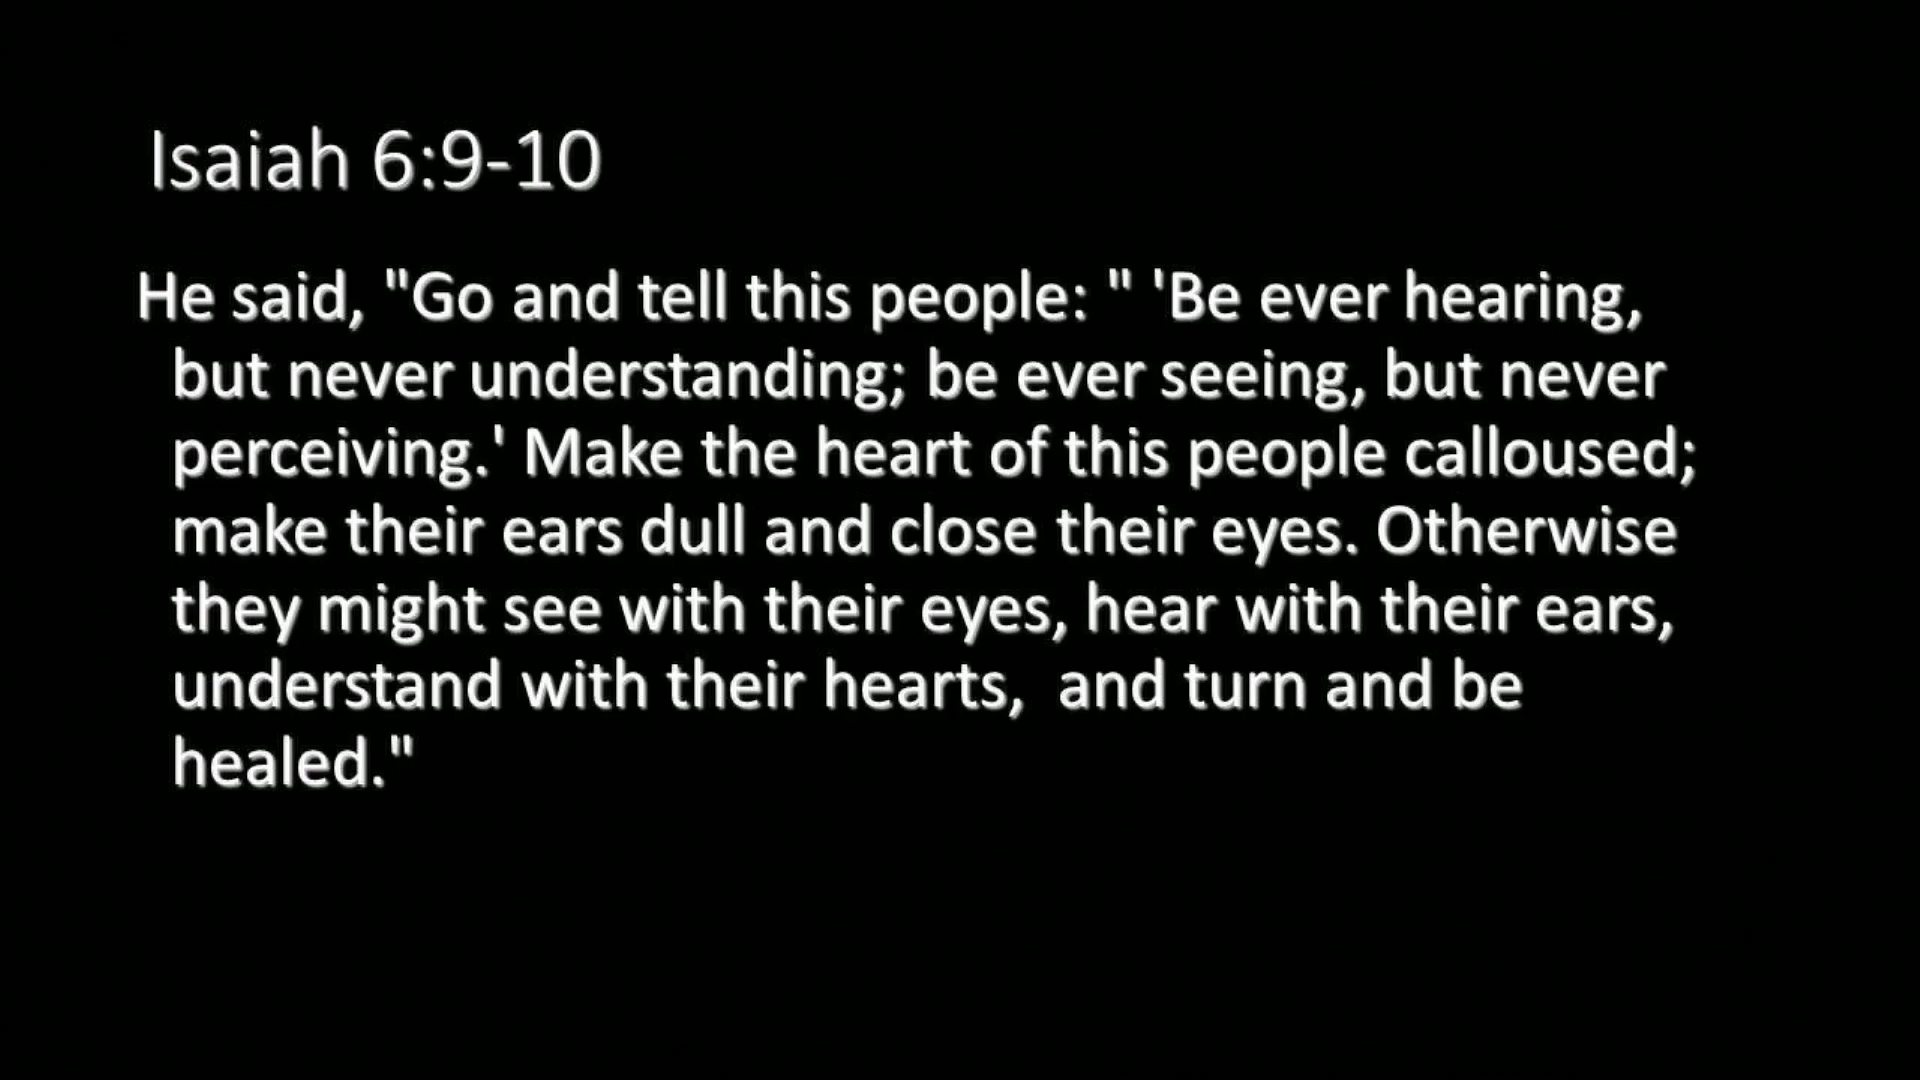 Isaiah 6:9-10
He said, "Go and tell this people: " 'Be ever hearing,
but never understanding; be ever seeing, but never
perceiving.' Make the heart of this people calloused;
make their ears dull and close their eyes. Otherwise
they might see with their eyes, hear with their ears,
understand with their hearts,  and turn and be
healed."